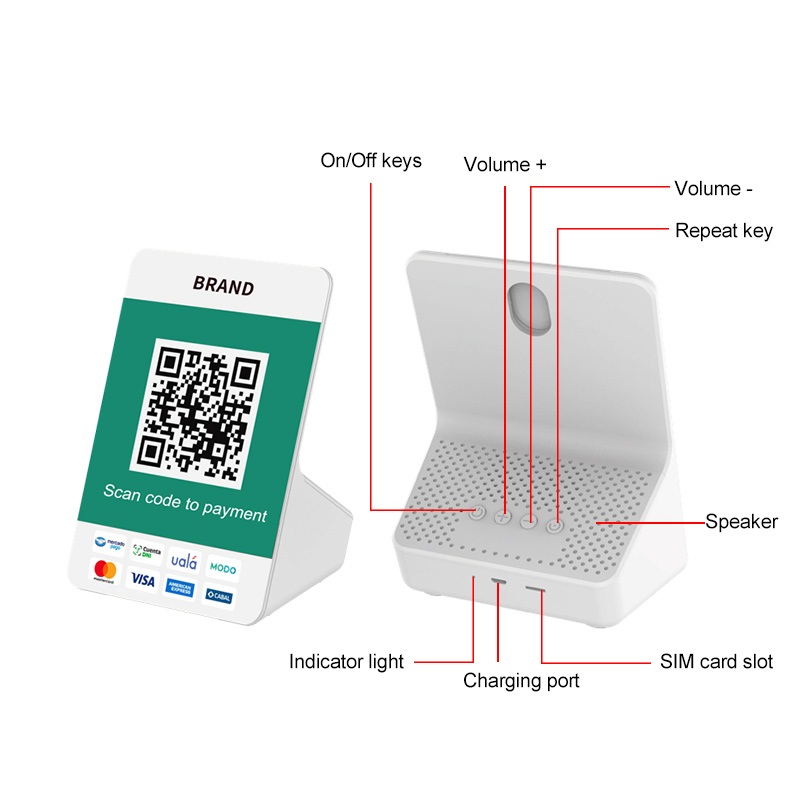 On/Off keys
Volume +
Volume -
Repeat key
BRAND
Scan code to payment
mercado
pago
Cuenta
DNI
ualá
MODO
mastercard
VISA
AMERICAN
EXPRESS
CABAL
Speaker
Indicator light
Charging port
SIM card slot